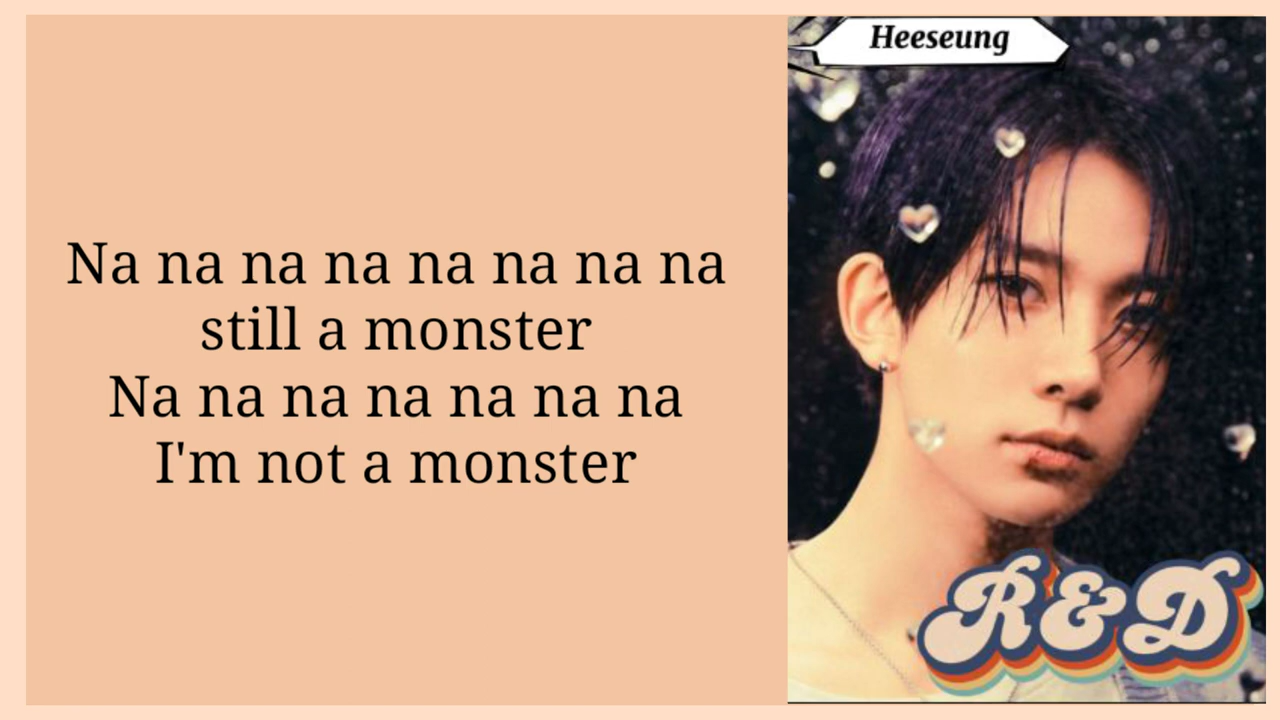 Na na na na na na na na
still a monster
Na na na na na na na
I'm not a monster
Heeseung
R&D